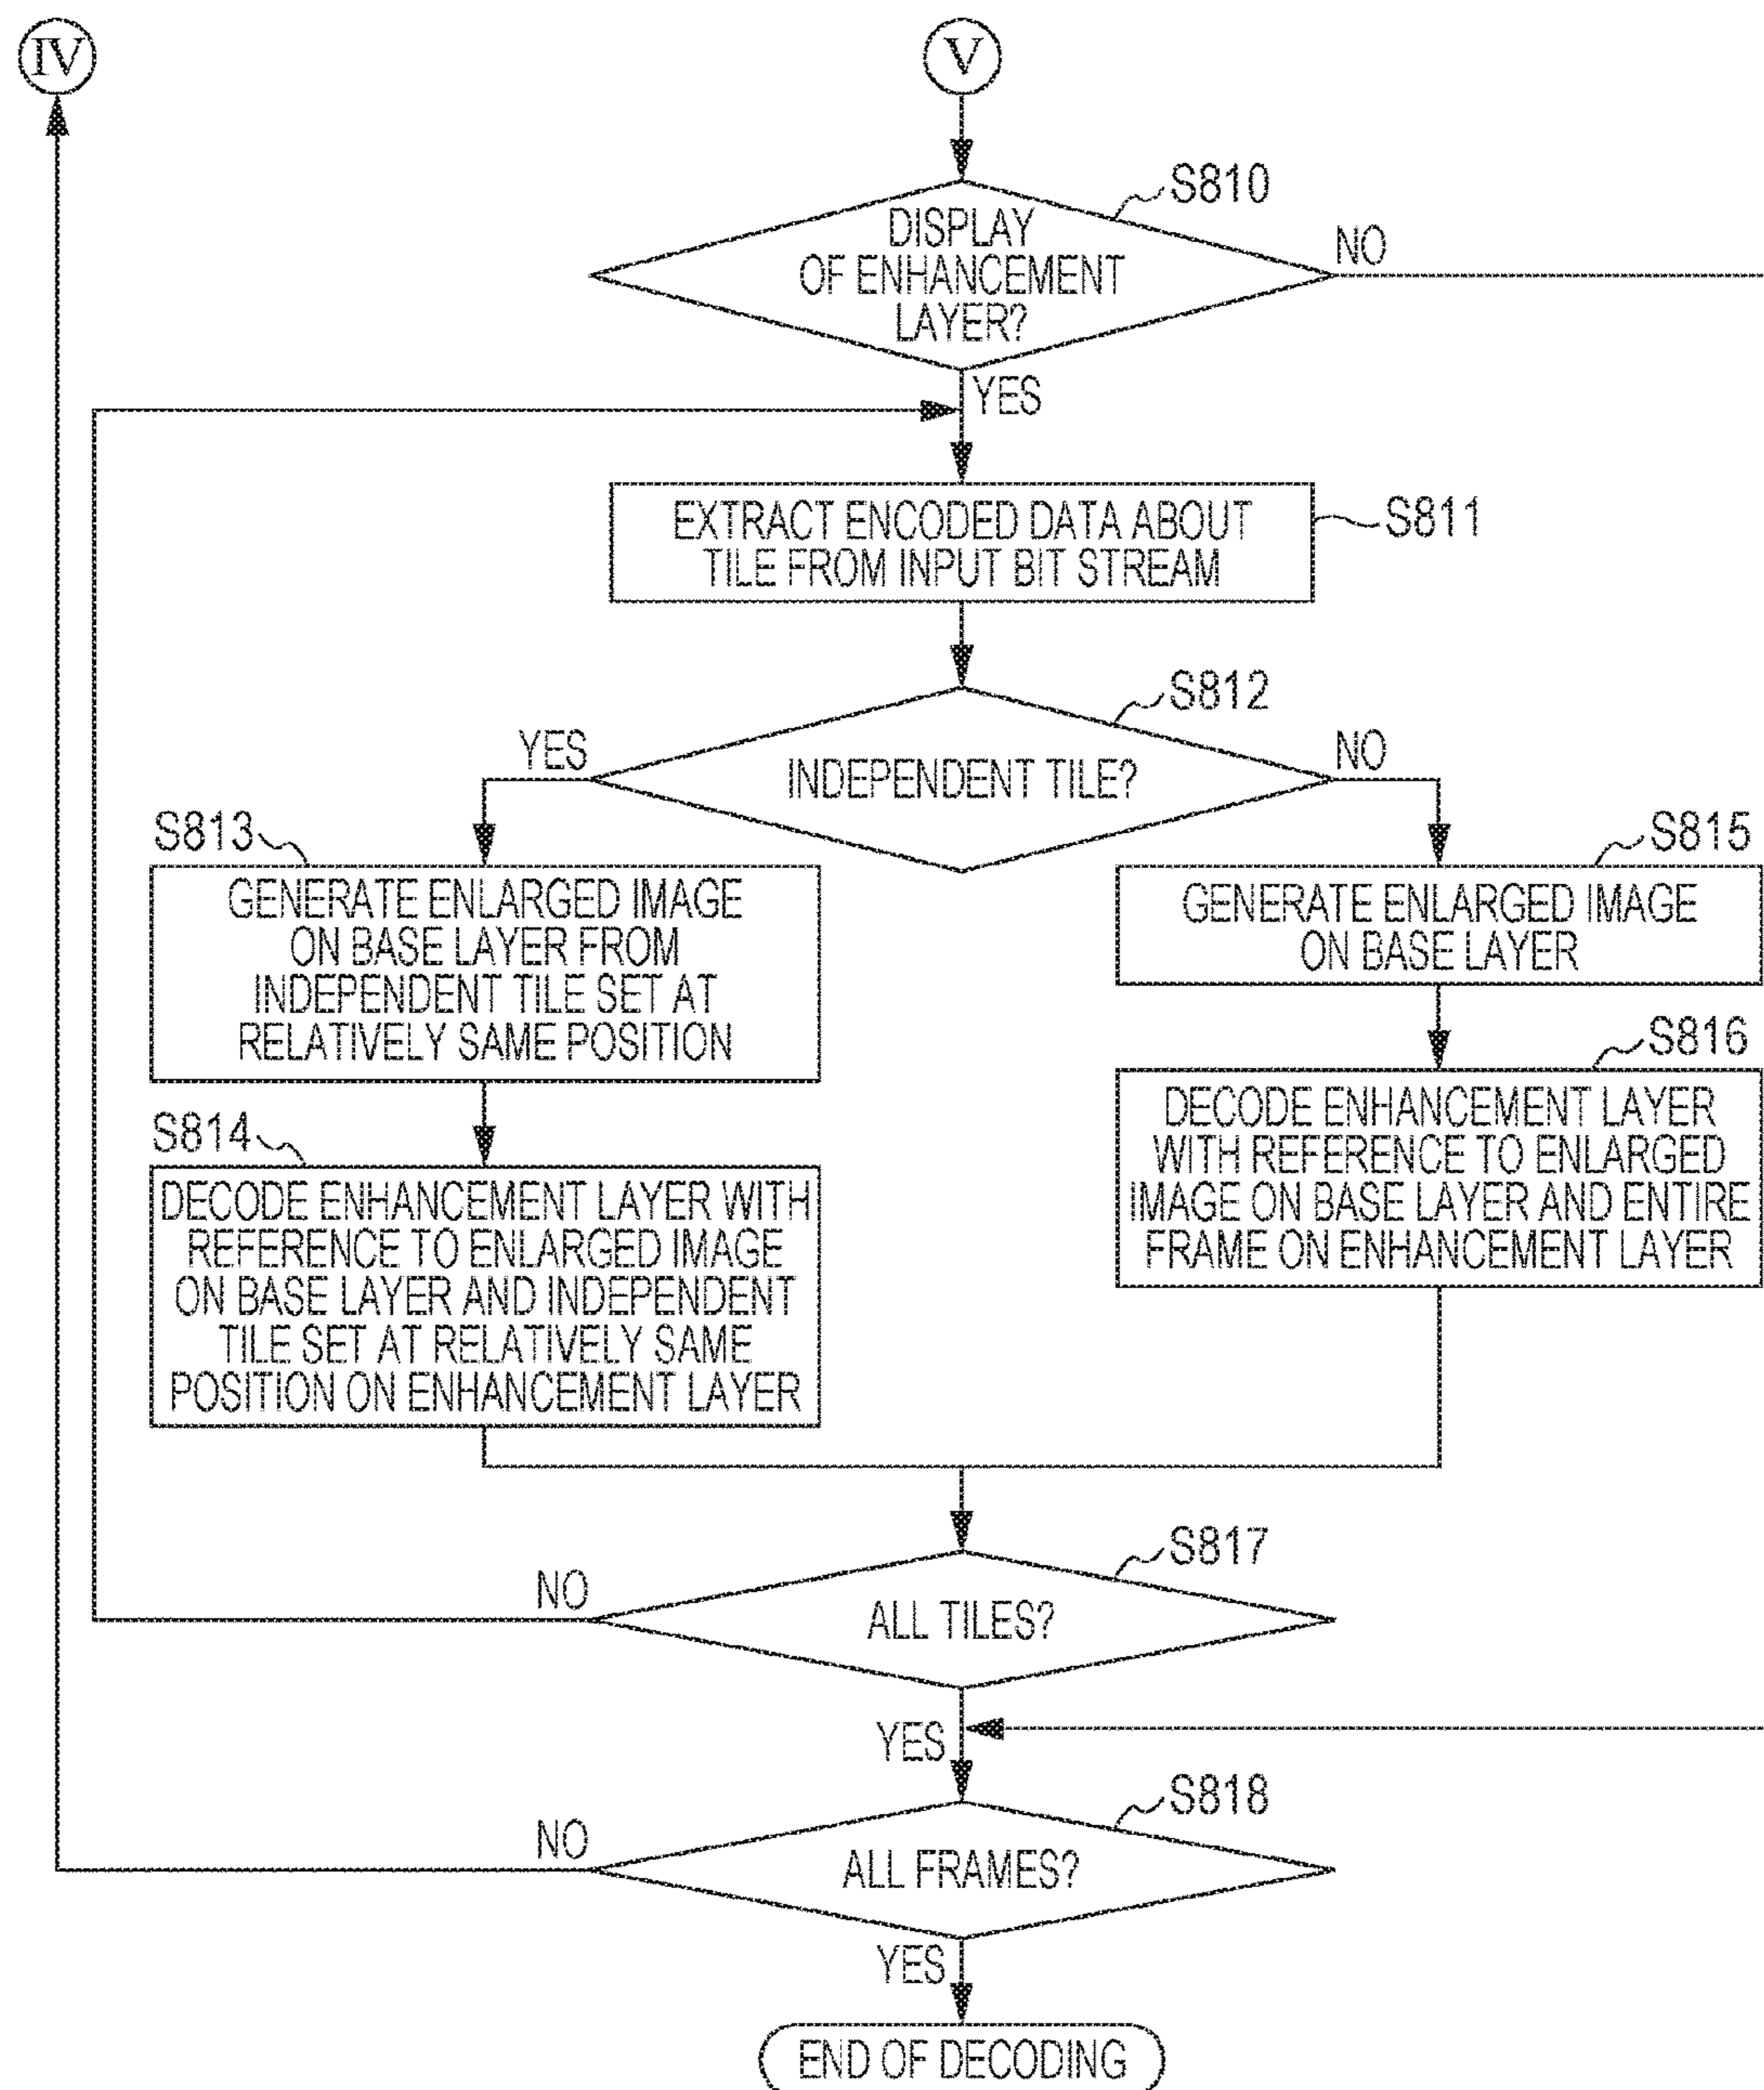 IV
V
S810
DISPLAY
OF ENHANCEMENT
LAYER?
NO
YES
EXTRACT ENCODED DATA ABOUT
TILE FROM INPUT BIT STREAM
S811
S812
YES
INDEPENDENT TILE?
NO
S813
GENERATE ENLARGED IMAGE
ON BASE LAYER FROM
INDEPENDENT TILE SET AT
RELATIVELY SAME POSITION
S815
GENERATE ENLARGED IMAGE
ON BASE LAYER
S814
DECODE ENHANCEMENT LAYER WITH
REFERENCE TO ENLARGED IMAGE
ON BASE LAYER AND INDEPENDENT
TILE SET AT RELATIVELY SAME
POSITION ON ENHANCEMENT LAYER
S816
DECODE ENHANCEMENT LAYER
WITH REFERENCE TO ENLARGED
IMAGE ON BASE LAYER AND ENTIRE
FRAME ON ENHANCEMENT LAYER
S817
NO
ALL TILES?
YES
S818
NO
ALL FRAMES?
YES
END OF DECODING